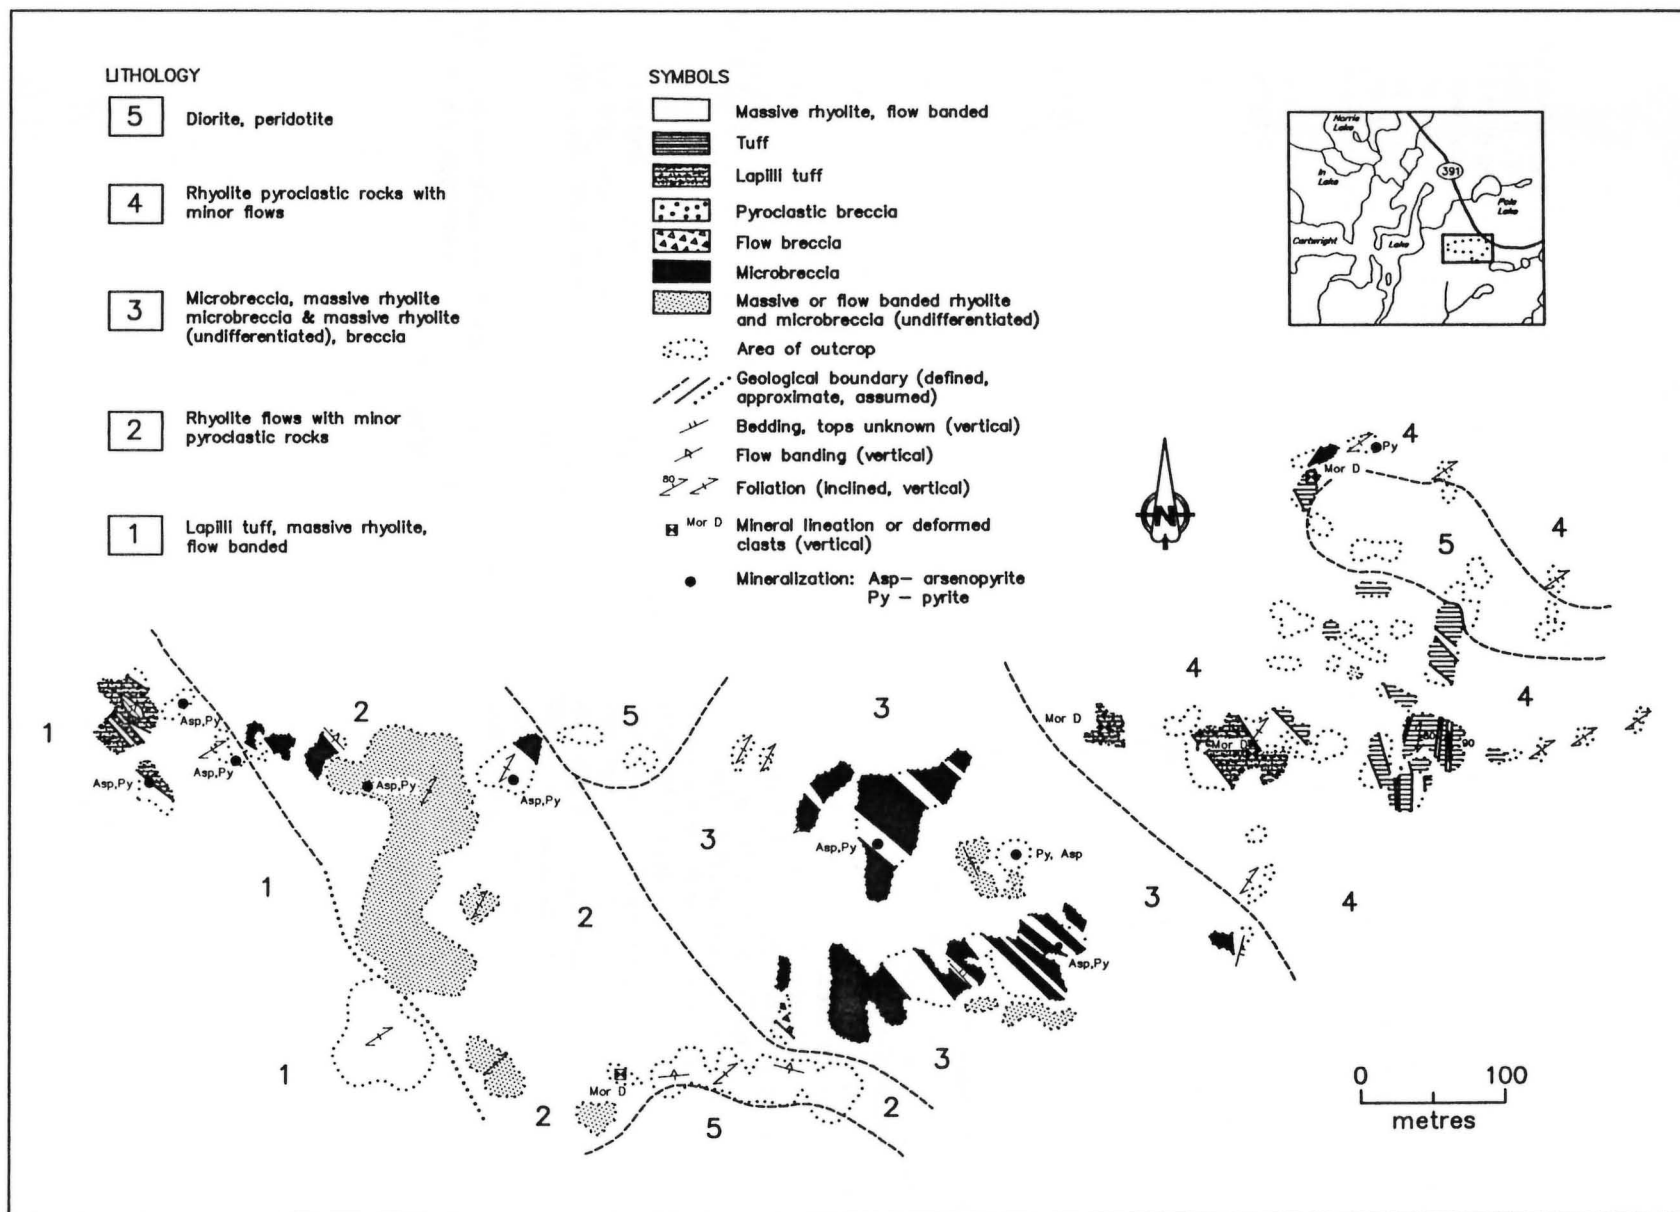 LITHOLOGY
5 Diorite, peridotite
4 Rhyolite pyroclastic rocks with
minor flows
3 Microbreccia, massive rhyolite
microbreccia & massive rhyolite
(undifferentiated), breccia
2 Rhyolite flows with minor
pyroclastic rocks
1 Lapilli tuff, massive rhyolite,
flow banded
SYMBOLS
Massive rhyolite, flow banded
Tuff
Lapilli tuff
Pyroclastic breccia
Flow breccia
Microbreccia
Massive or flow banded rhyolite
and microbreccia (undifferentiated)
Area of outcrop
Geological boundary (defined,
approximate, assumed)
Bedding, tops unknown (vertical)
Flow banding (vertical)
80 Foliation (inclined, vertical)
Mor D Mineral lineation or deformed
clasts (vertical)
Mineralization: Asp— arsenopyrite
Py — pyrite
Norrie
Lake
In
Lake
391
Pole
Lake
Cartwright
Lake
N
4
Py
Mor D
4
5
4
4
1
2
5
3
Asp,Py
Asp,Py
Asp,Py
Asp,Py
Asp,Py
Mor D
Mor D
80
90
3
Asp,Py
Py, Asp
1
2
3
4
Asp,Py
3
1
Mor D
2
5
2
0 100
metres